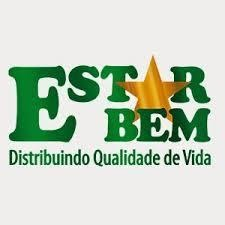 ESTAR
BEM
Distribuindo Qualidade de Vida